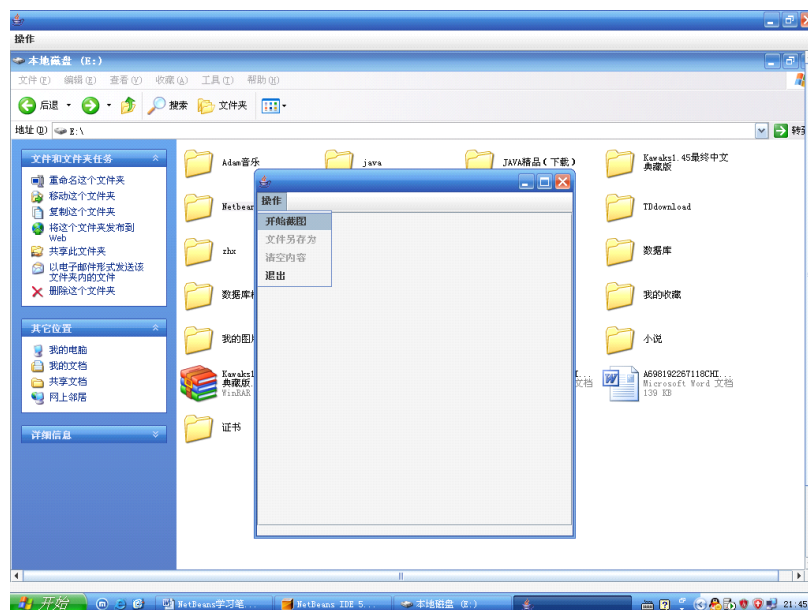 操作
本地磁盘 (E:)
文件(F) 编辑(E) 查看(V) 收藏(A) 工具(T) 帮助(H)
后退 搜索 文件夹
地址(D) E:\ 转到
文件和文件夹任务
重命名这个文件夹
移动这个文件夹
复制这个文件夹
将这个文件夹发布到
Web
共享此文件夹
以电子邮件形式发送该
文件夹内的文件
删除这个文件夹
其它位置
我的电脑
我的文档
共享文档
网上邻居
详细信息
Adam音乐
java
JAVA精品(下载)
Kawaks1.45最终中文
典藏版
Netbean
TDdownload
zhx
数据库
数据库
我的收藏
我的图片
小说
Kawaks1
典藏版
WinRAR
文档
A698192267118CHI...
Microsoft Word 文档
139 KB
证书
操作
开始截图
文件另存为
清空内容
退出
开始
NetBeans学习笔...
NetBeans IDE 5....
本地磁盘 (E:)
21:45